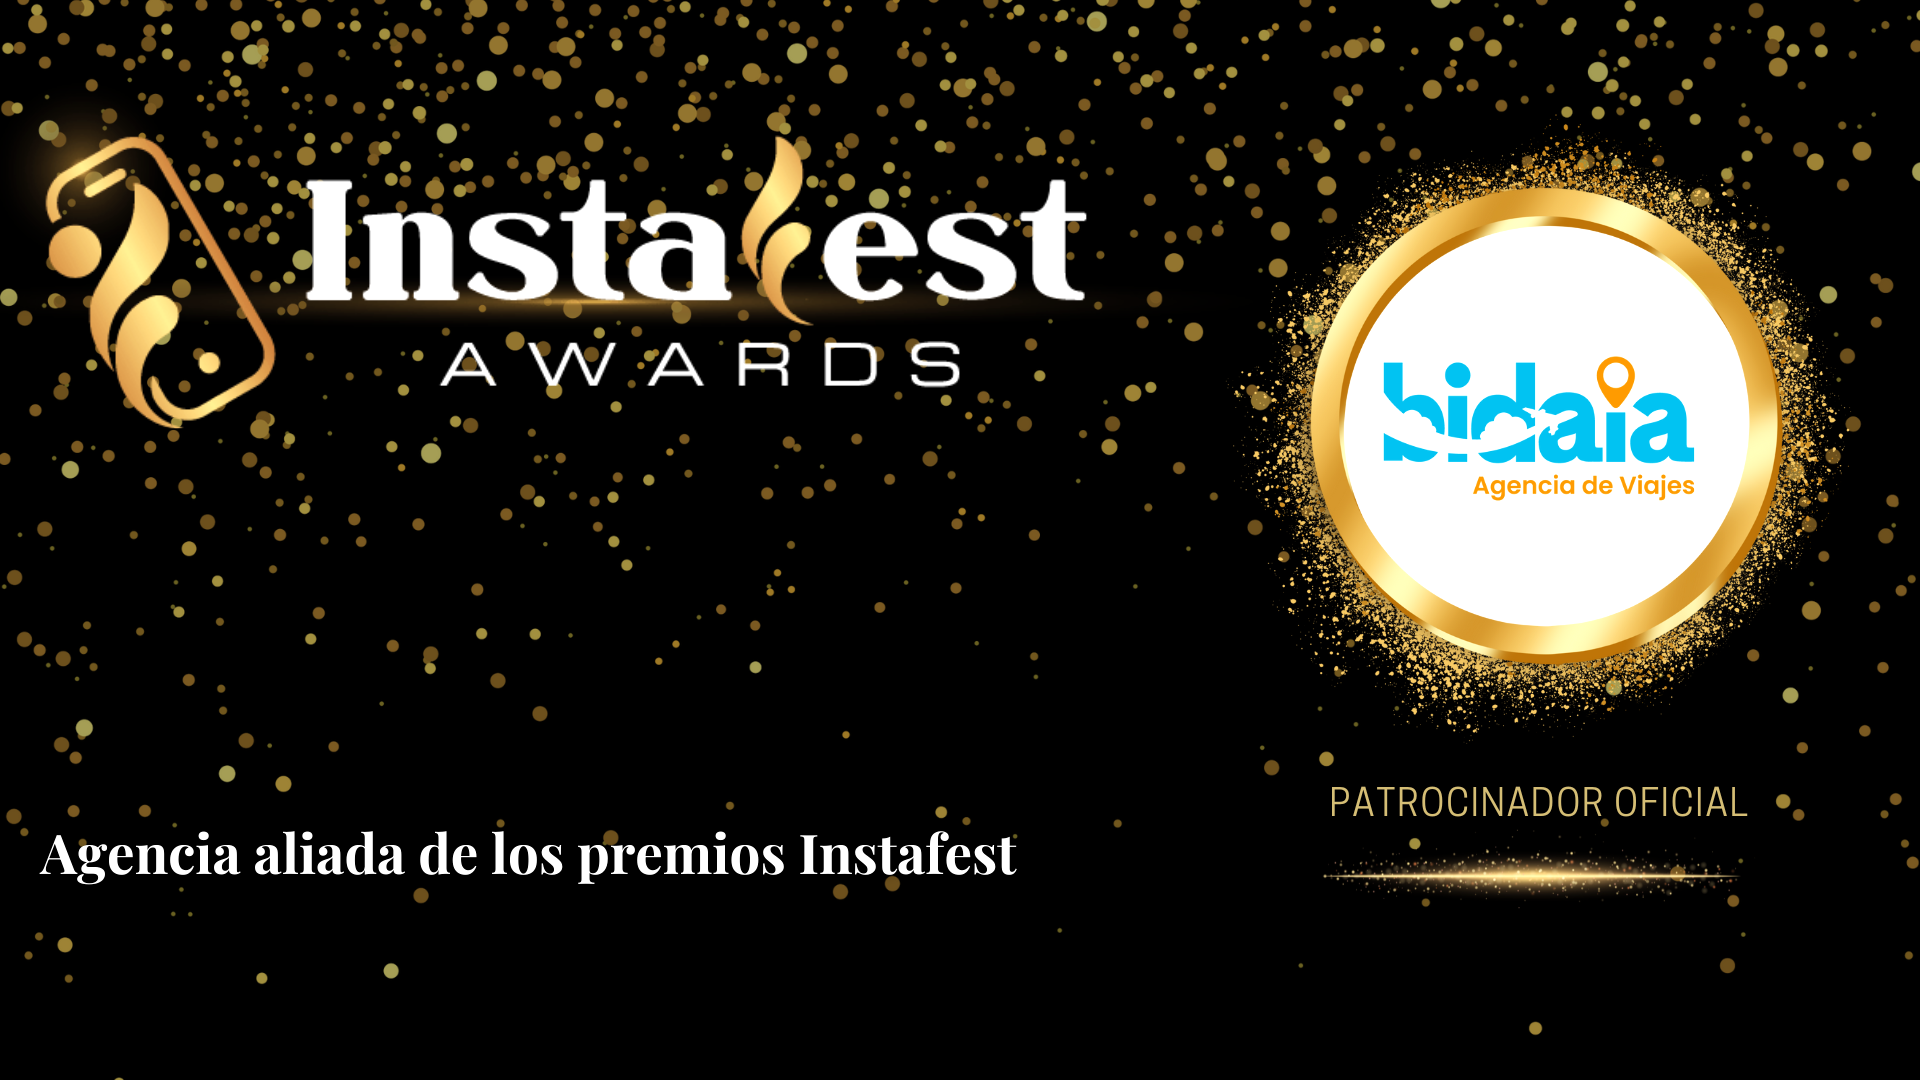 Instafest
AWARDS
bidaia
Agencia de Viajes
PATROCINADOR OFICIAL
Agencia aliada de los premios Instafest